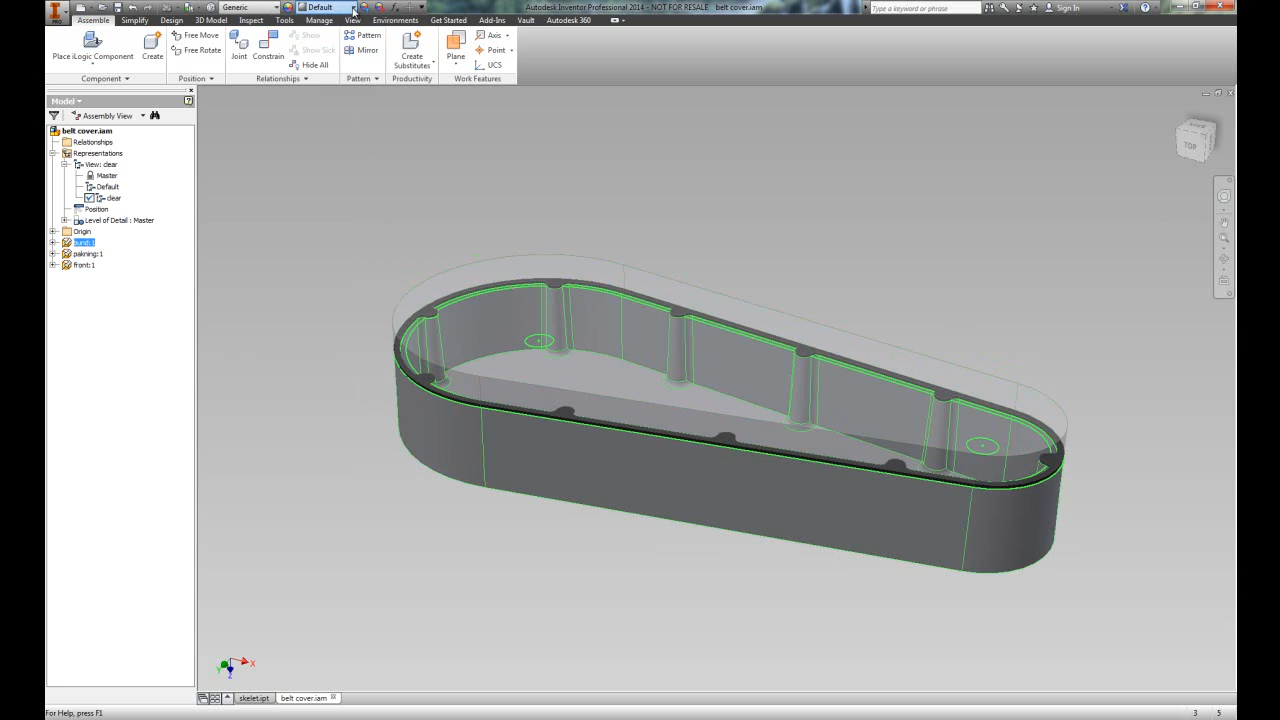 PRO
Generic
Default
Autodesk Inventor Professional 2014 - NOT FOR RESALE belt cover.iam
Type a keyword or phrase
Sign In
Assemble Simplify Design 3D Model Inspect Tools Manage View Environments Get Started Add-Ins Vault Autodesk 360
Place iLogic Component
Create
Free Move
Free Rotate
Joint
Constrain
Show
Show Sick
Hide All
Pattern
Mirror
Create
Substitutes
Plane
Axis
Point
UCS
Component
Position
Relationships
Pattern
Productivity
Work Features
Model
Assembly View
belt cover.iam
Relationships
Representations
View: clear
Master
Default
clear
Position
Level of Detail : Master
Origin
bund:1
pakning:1
front:1
TOP
X
Y
Z
skelet.ipt
belt cover.iam
For Help, press F1
3
5